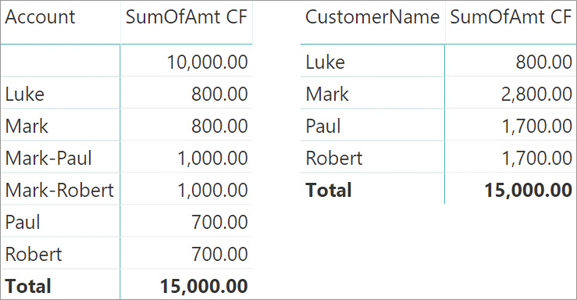 Account SumOfAmt CF
10,000.00
Luke 800.00
Mark 800.00
Mark-Paul 1,000.00
Mark-Robert 1,000.00
Paul 700.00
Robert 700.00
Total 15,000.00
CustomerName SumOfAmt CF
Luke 800.00
Mark 2,800.00
Paul 1,700.00
Robert 1,700.00
Total 15,000.00